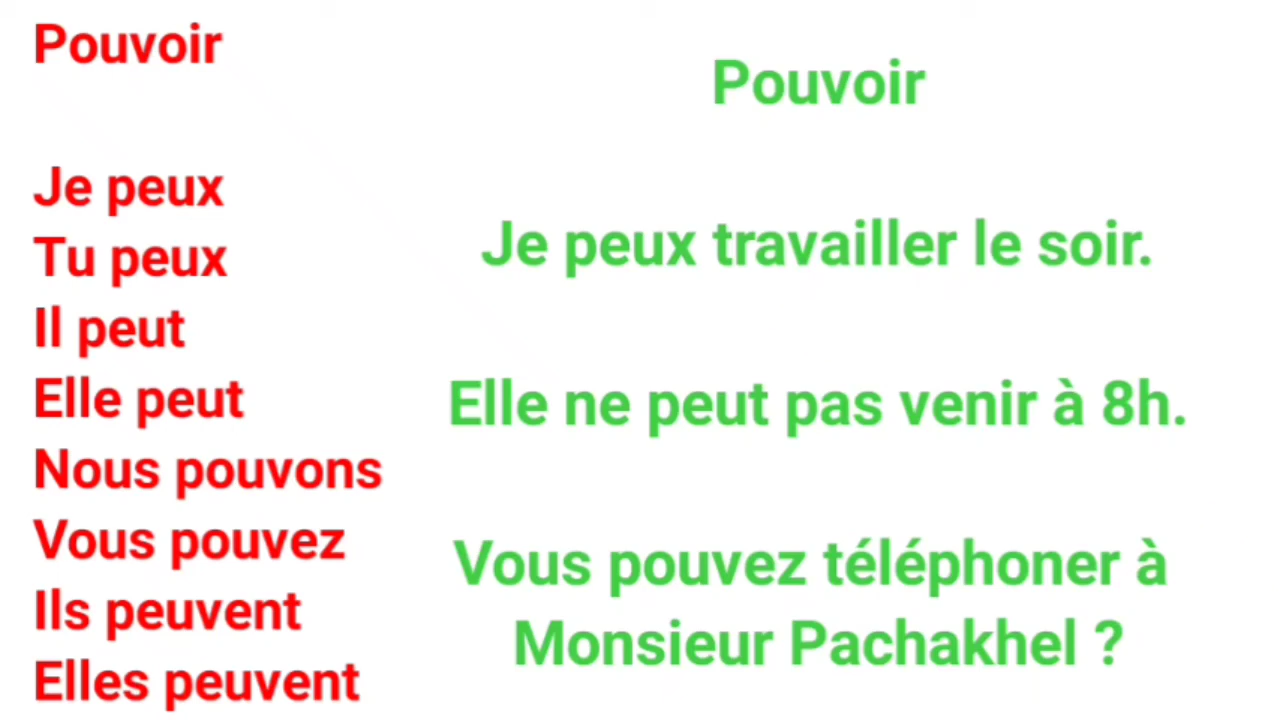 Pouvoir
Je peux
Tu peux
Il peut
Elle peut
Nous pouvons
Vous pouvez
Ils peuvent
Elles peuvent
Pouvoir
Je peux travailler le soir.
Elle ne peut pas venir à 8h.
Vous pouvez téléphoner à
Monsieur Pachakhel ?